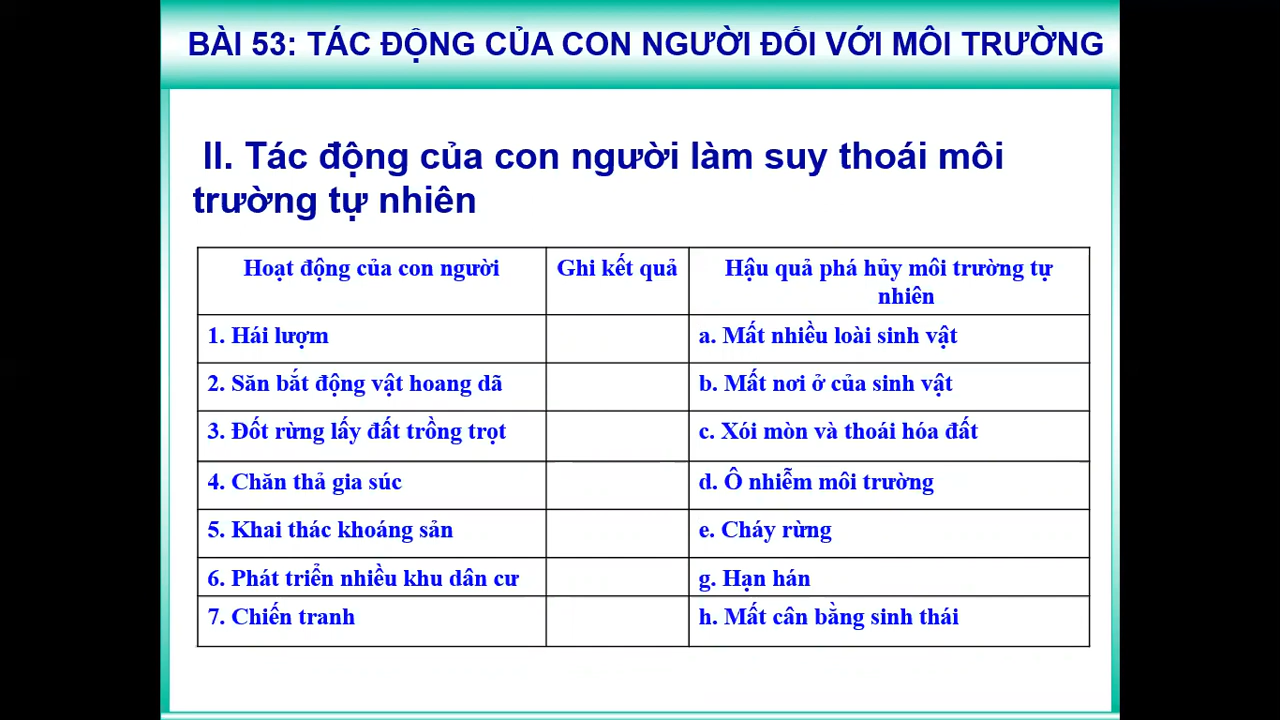 BÀI 53: TÁC ĐỘNG CỦA CON NGƯỜI ĐỐI VỚI MÔI TRƯỜNG
II. Tác động của con người làm suy thoái môi
trường tự nhiên
Hoạt động của con người
Ghi kết quả
Hậu quả phá hủy môi trường tự
nhiên
1. Hái lượm
a. Mất nhiều loài sinh vật
2. Săn bắt động vật hoang dã
b. Mất nơi ở của sinh vật
3. Đốt rừng lấy đất trồng trọt
c. Xói mòn và thoái hóa đất
4. Chăn thả gia súc
d. Ô nhiễm môi trường
5. Khai thác khoáng sản
e. Cháy rừng
6. Phát triển nhiều khu dân cư
g. Hạn hán
7. Chiến tranh
h. Mất cân bằng sinh thái